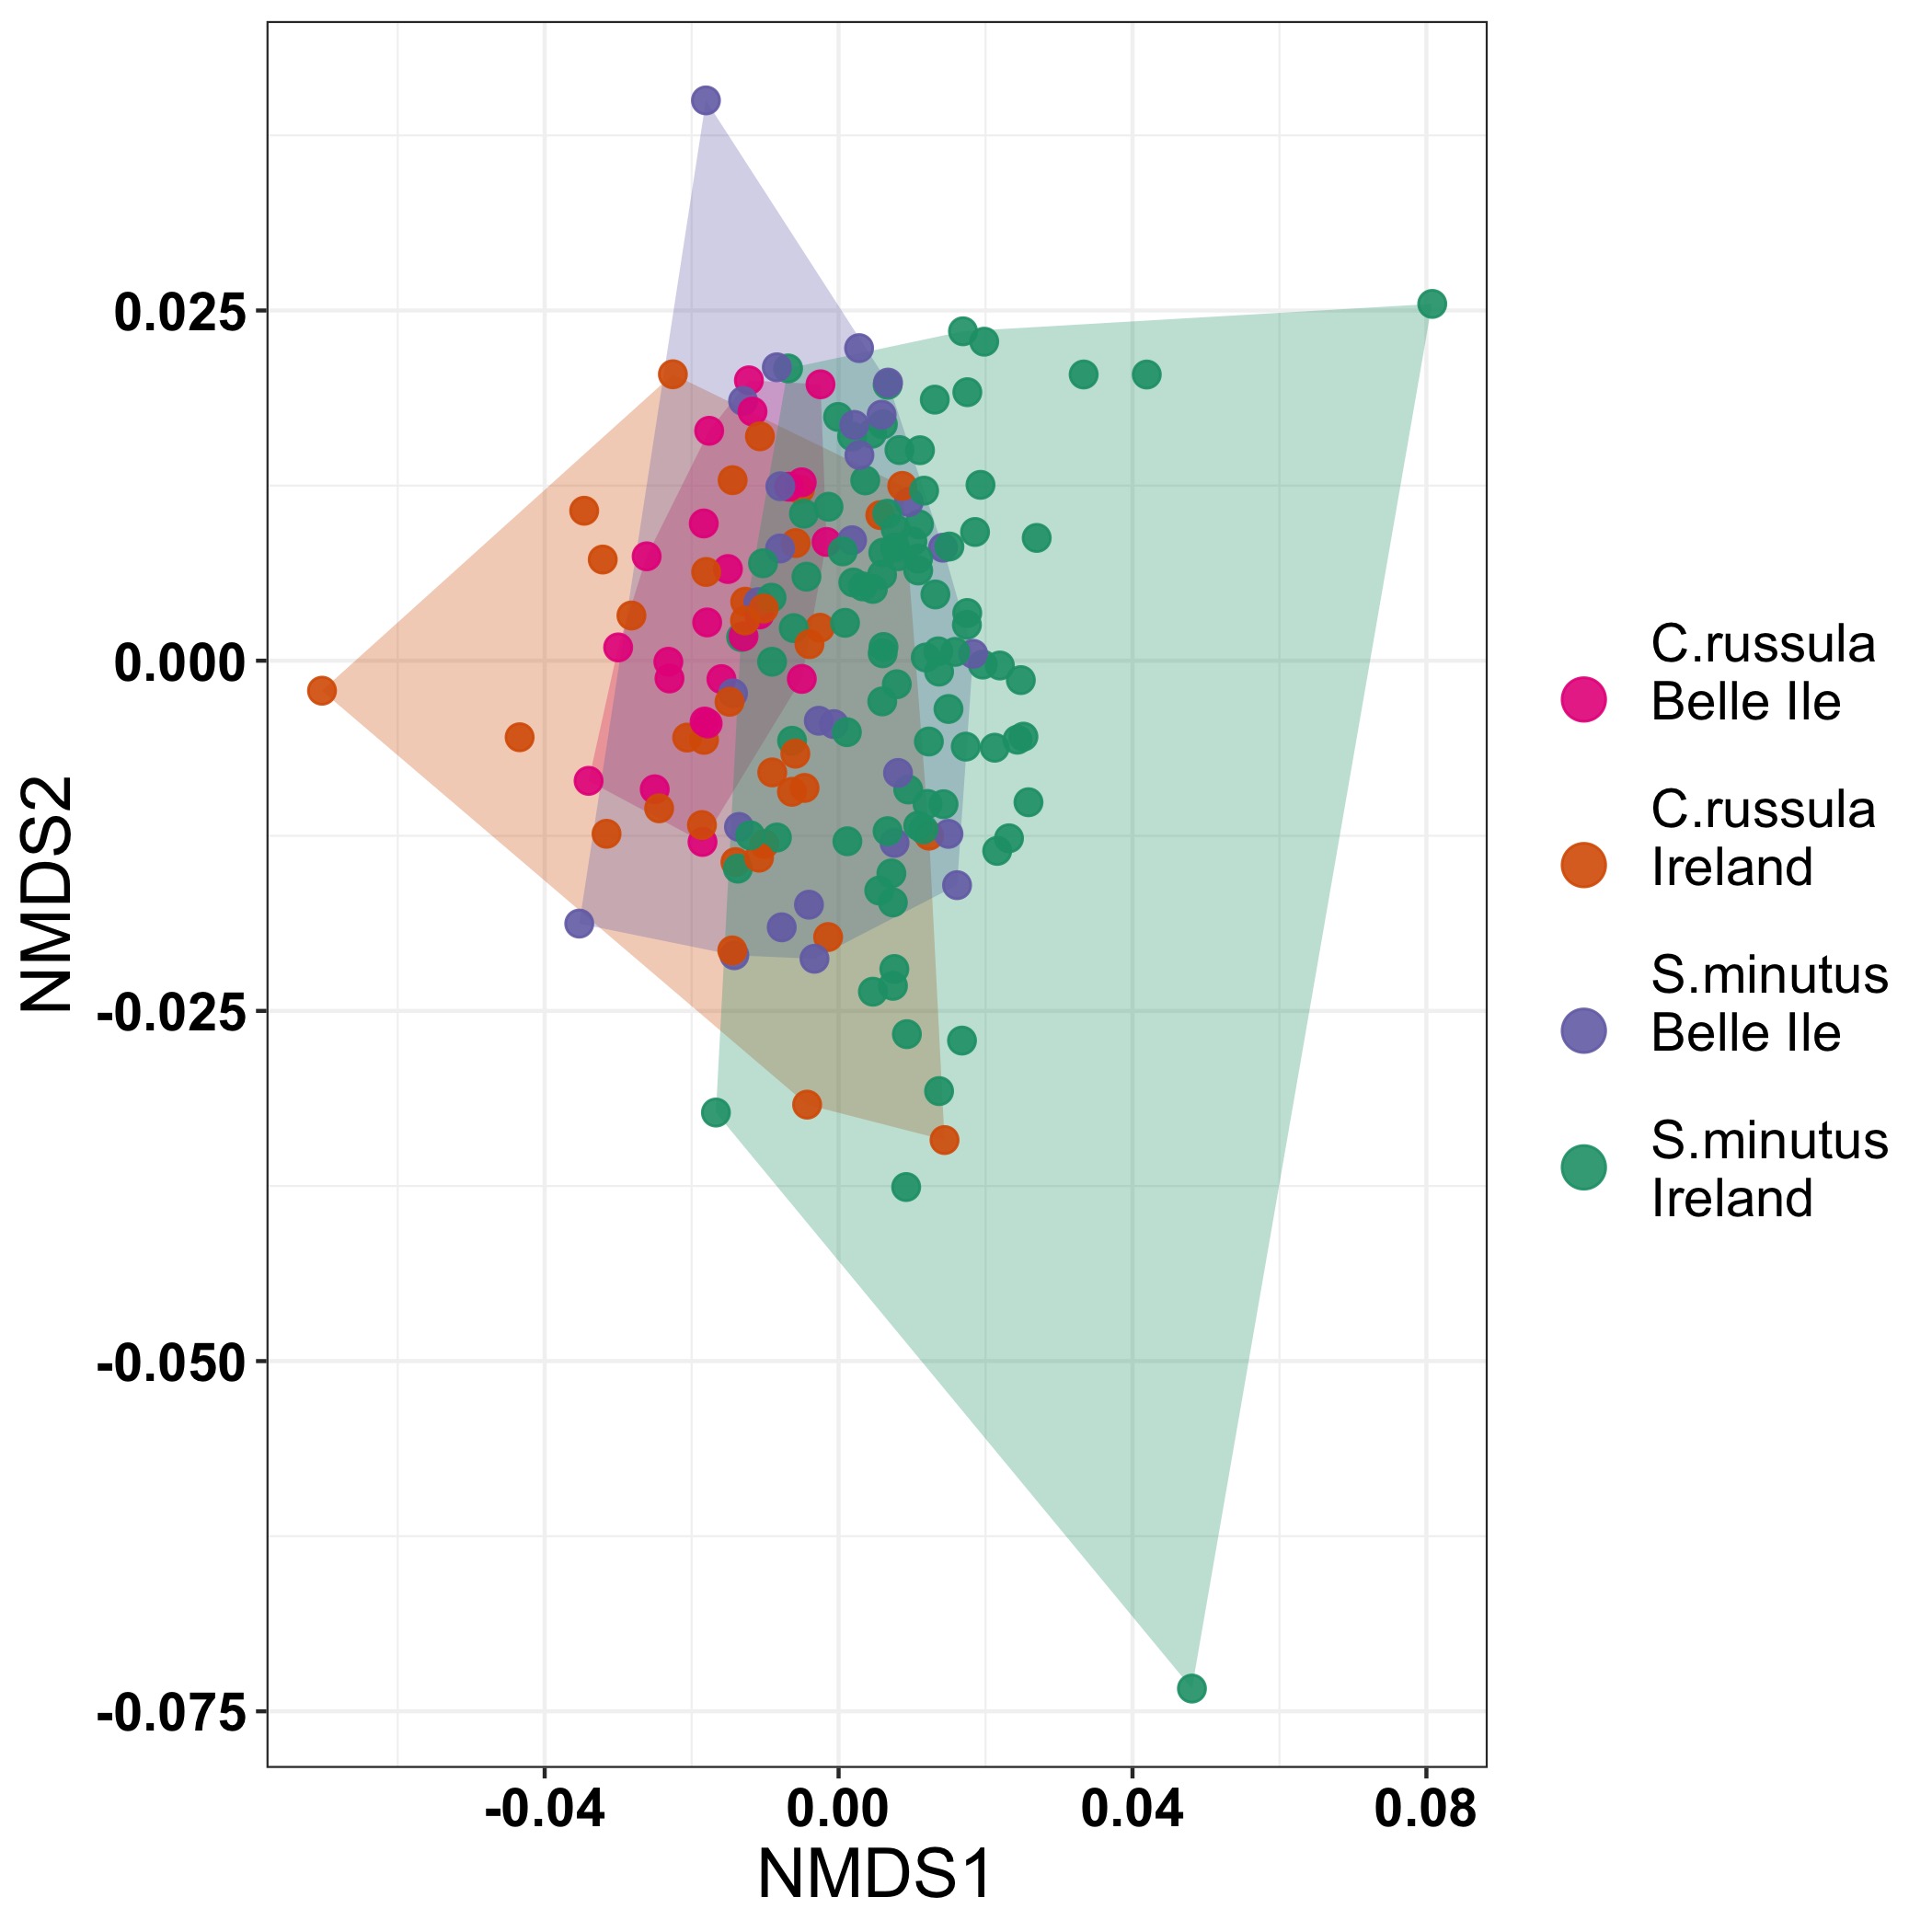 NMDS2
0.025
0.000
-0.025
-0.050
-0.075
-0.04
0.00
0.04
0.08
NMDS1
C.russula
Belle Ile
C.russula
Ireland
S.minutus
Belle Ile
S.minutus
Ireland